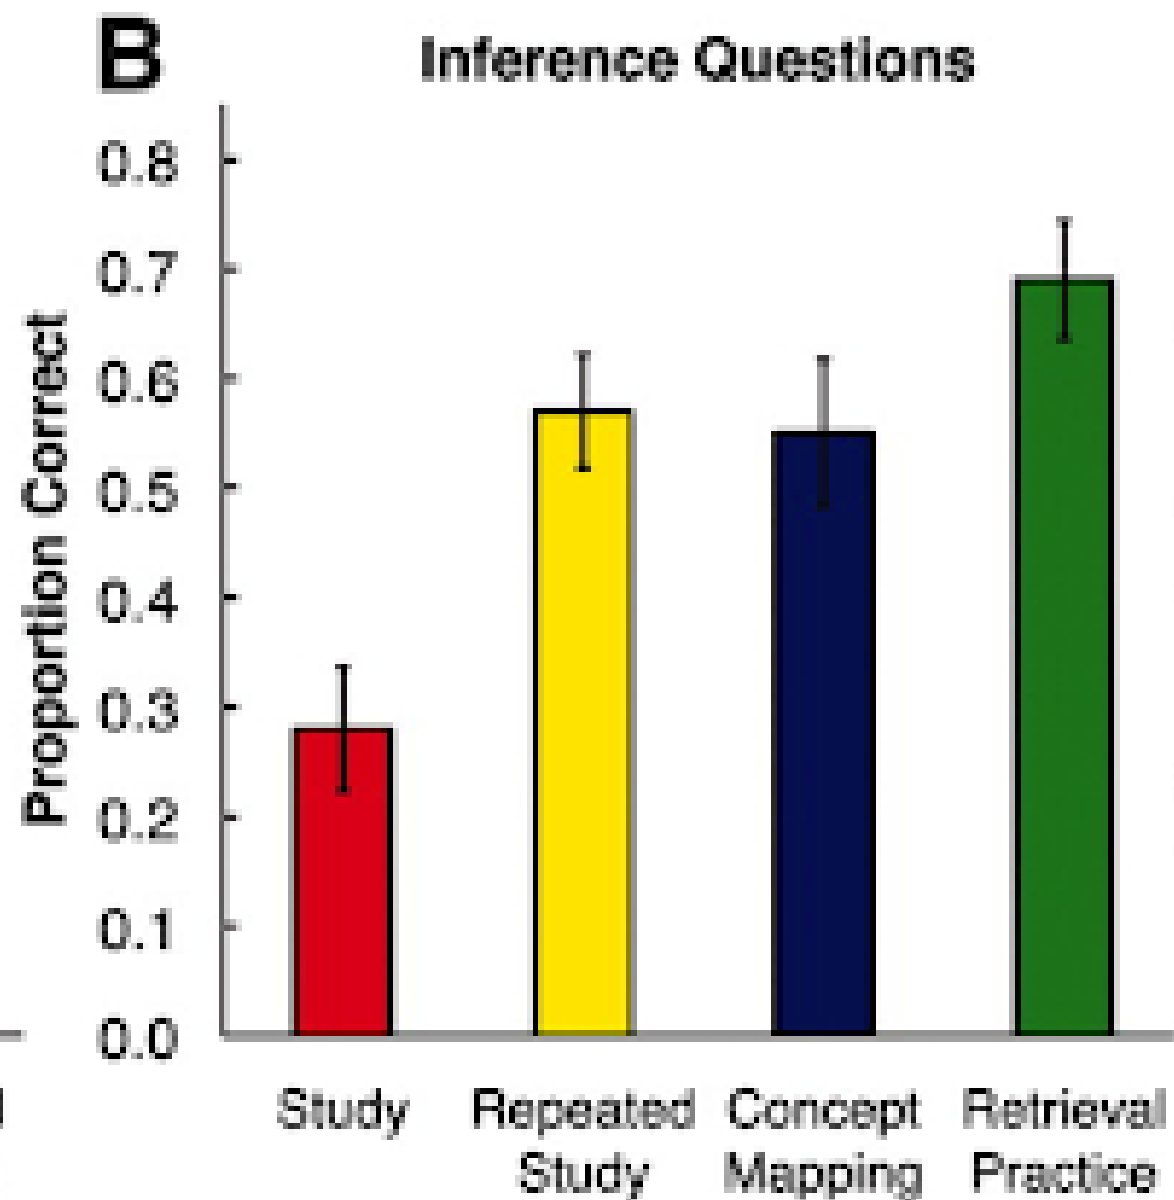 B
Inference Questions
Proportion Correct
0.8
0.7
0.6
0.5
0.4
0.3
0.2
0.1
0.0
Study
Repeated Study
Concept Mapping
Retrieval Practice